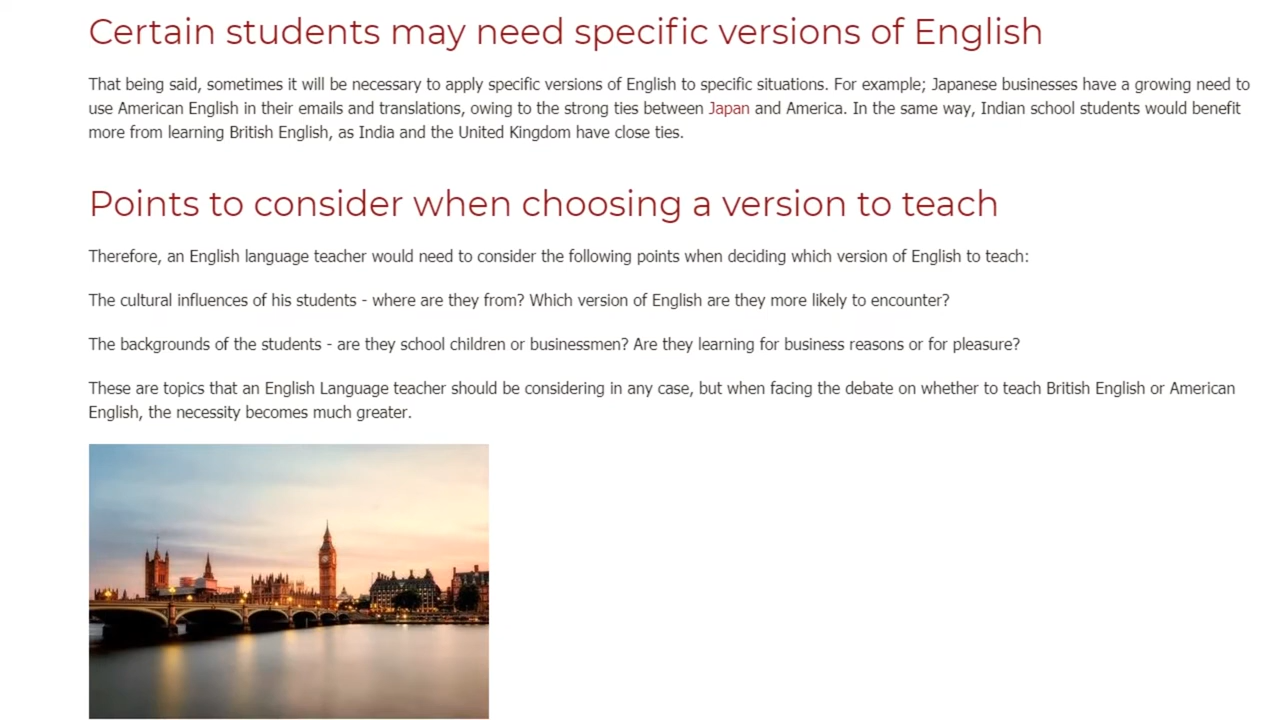 Certain students may need specific versions of English
That being said, sometimes it will be necessary to apply specific versions of English to specific situations. For example; Japanese businesses have a growing need to
use American English in their emails and translations, owing to the strong ties between Japan and America. In the same way, Indian school students would benefit
more from learning British English, as India and the United Kingdom have close ties.
Points to consider when choosing a version to teach
Therefore, an English language teacher would need to consider the following points when deciding which version of English to teach:
The cultural influences of his students - where are they from? Which version of English are they more likely to encounter?
The backgrounds of the students - are they school children or businessmen? Are they learning for business reasons or for pleasure?
These are topics that an English Language teacher should be considering in any case, but when facing the debate on whether to teach British English or American
English, the necessity becomes much greater.